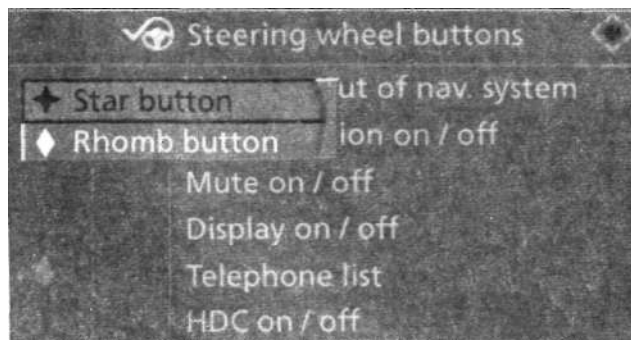 Steering wheel buttons
Star button
ut of nav. system
Rhomb button
ion on / off
Mute on / off
Display on / off
Telephone list
HDC on / off